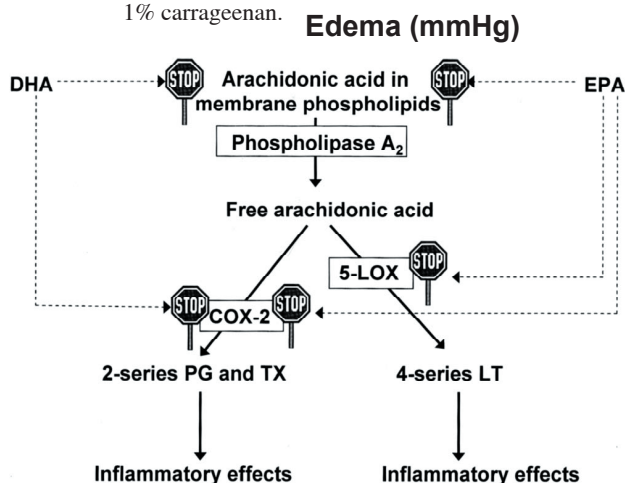 1% carrageenan.
Edema (mmHg)
DHA
STOP
Arachidonic acid in
membrane phospholipids
STOP
EPA
Phospholipase A₂
Free arachidonic acid
5-LOX
STOP
STOP
COX-2
STOP
2-series PG and TX
4-series LT
Inflammatory effects
Inflammatory effects